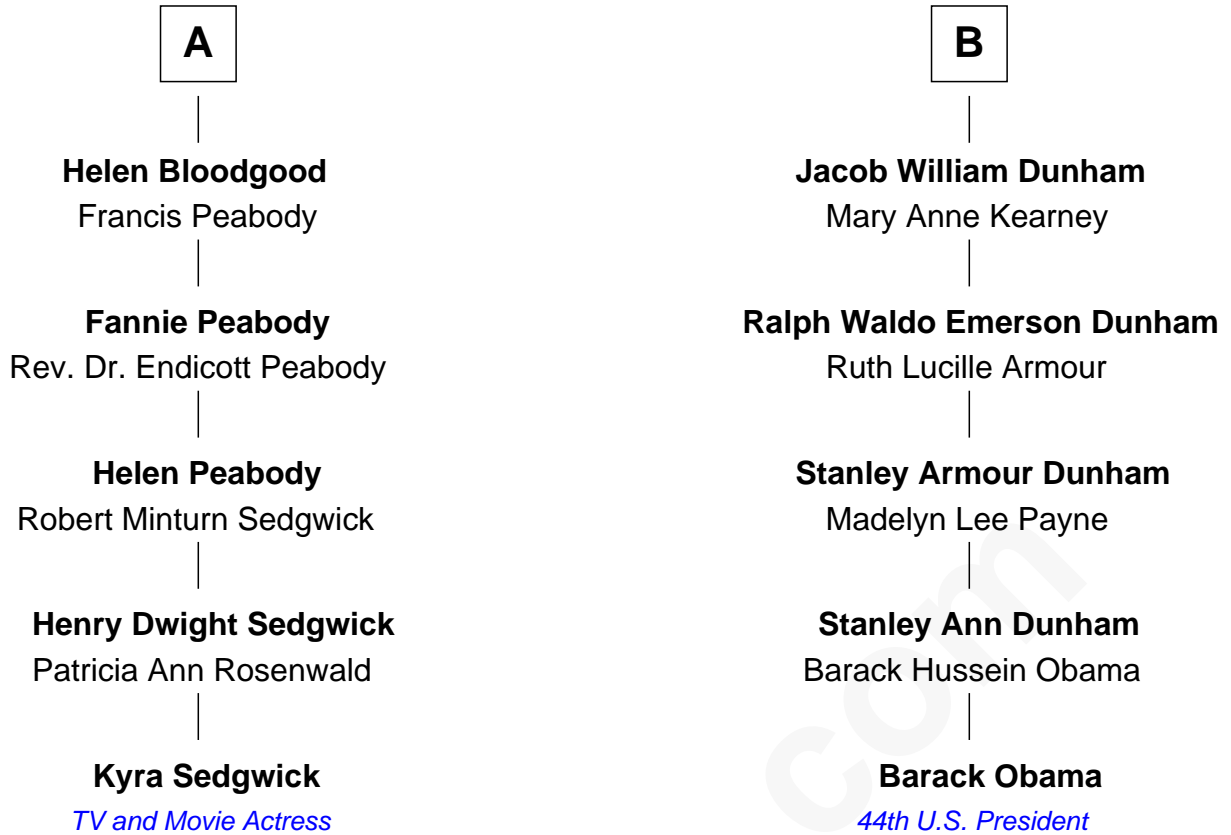 A
Helen Bloodgood
Francis Peabody
Fannie Peabody
Rev. Dr. Endicott Peabody
Helen Peabody
Robert Minturn Sedgwick
Henry Dwight Sedgwick
Patricia Ann Rosenwald
Kyra Sedgwick
TV and Movie Actress
B
Jacob William Dunham
Mary Anne Kearney
Ralph Waldo Emerson Dunham
Ruth Lucille Armour
Stanley Armour Dunham
Madelyn Lee Payne
Stanley Ann Dunham
Barack Hussein Obama
Barack Obama
44th U.S. President
com